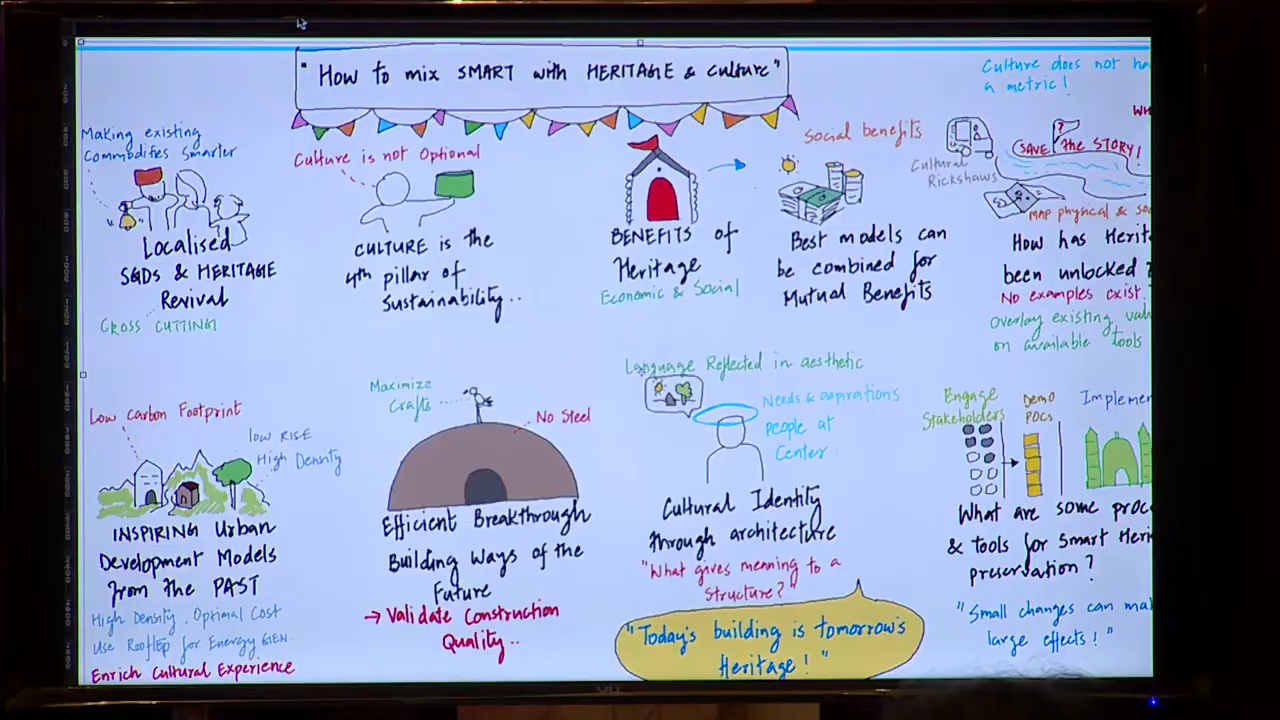 "How to mix SMART with HERITAGE & culture"
Making existing
Commodities Smarter
Localised
SGDS & HERITAGE
Revival
CROSS CUTTING
Culture is not Optional
CULTURE is the
4th pillar of
Sustainability..
BENEFITS of
Heritage
Economic & Social
Social benefits
Best models can
be combined for
Mutual Benefits
Culture does not ha
a metric!
Cultural
Rickshaws
?
SAVE the STORY!
MAP physical & so
How has Herit
been unlocked ?
No examples exist.
Overlay existing val
on available tools
Low carbon Footprint
low RISE
High Density
INSPIRING Urban
Development Models
from the PAST
High Density, Optimal Cost
Use Rooftop for Energy GEN.
Enrich Cultural Experience
Maximize
Crafts
No Steel
Efficient Breakthrough
Building Ways of the
Future
→ Validate Construction
Quality..
Language Reflected in aesthetic
Needs & aspirations
people at
Center..
Cultural Identity
through architecture
"What gives meaning to a
Structure?"
"Today's building is tomorrow's
Heritage!"
Engage
Stakeholders
Demo
POCs
Implemen
What are some proc
& tools for Smart Heri
preservation?
"Small changes can ma
large effects!"